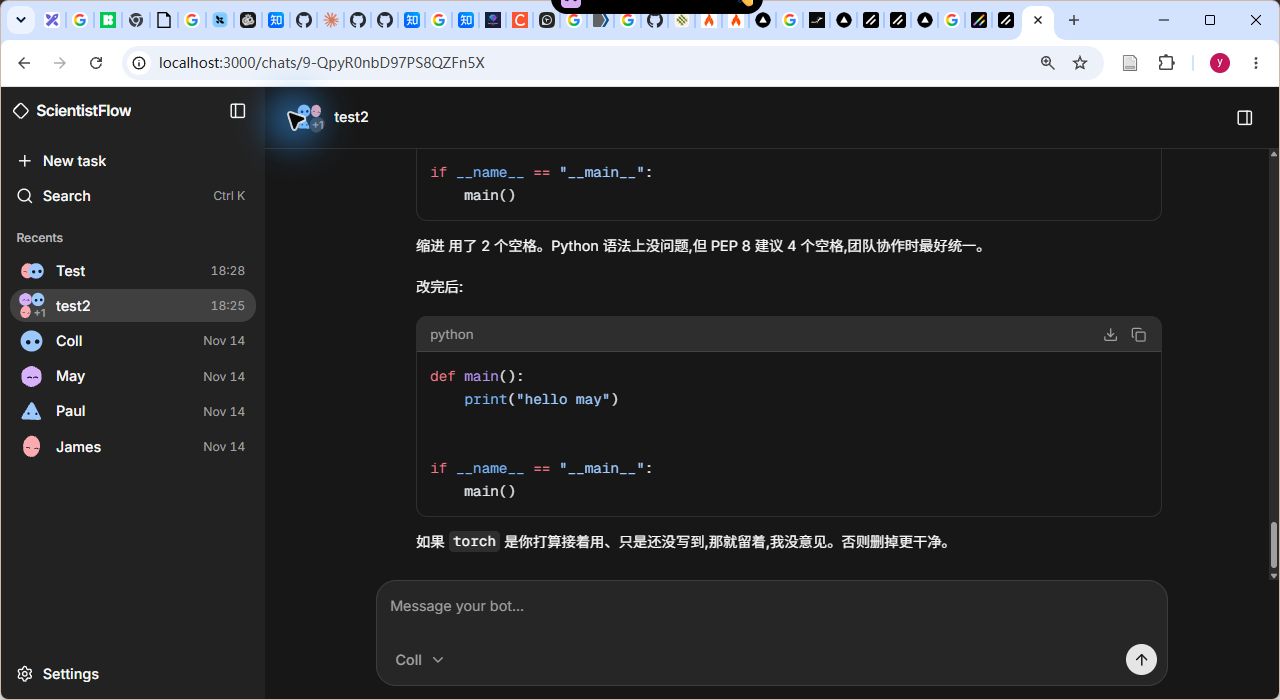 localhost:3000/chats/9-QpyR0nbD97PS8QZFn5X
y
ScientistFlow
+1
test2
New task
Search
Ctrl K
Recents
Test
18:28
+1
test2
18:25
Coll
Nov 14
May
Nov 14
Paul
Nov 14
James
Nov 14
Settings
if __name__ == "__main__":
main()
缩进 用了 2 个空格。Python 语法上没问题,但 PEP 8 建议 4 个空格,团队协作时最好统一。
改完后:
python
def main():
print("hello may")
if __name__ == "__main__":
main()
如果 torch 是你打算接着用、只是还没写到,那就留着,我没意见。否则删掉更干净。
Message your bot...
Coll